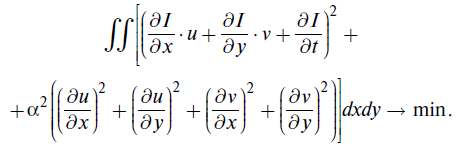 ∬[(∂I/∂x · u + ∂I/∂y · v + ∂I/∂t)² +
+α²((∂u/∂x)² + (∂u/∂y)² + (∂v/∂x)² + (∂v/∂y)²)]dxdy → min.